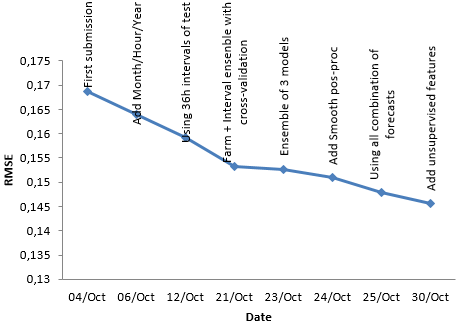 First submission
Add Month/Hour/Year
Using 36h intervals of test
Farm + Interval ensemble with
cross-validation
Ensemble of 3 models
Add Smooth pos-proc
Using all combination of
forecasts
Add unsupervised features
0,175
0,17
0,165
0,16
0,155
0,15
0,145
0,14
0,135
0,13
RMSE
04/Oct 06/Oct 12/Oct 21/Oct 23/Oct 24/Oct 25/Oct 30/Oct
Date